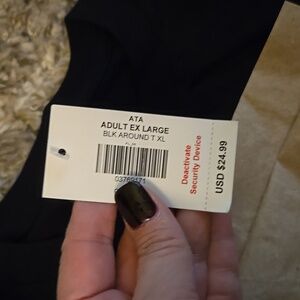 ATA
ADULT EX LARGE
BLK AROUND T XL
Deactivate
Security Device
USD $24.99